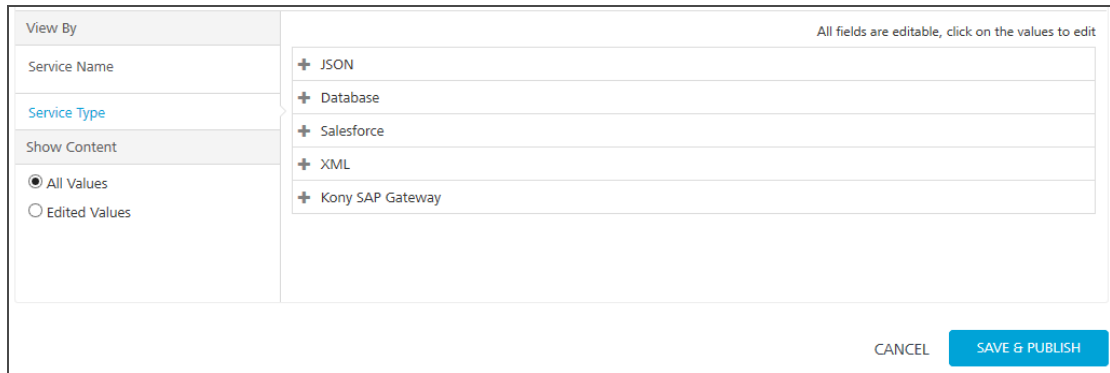 View By
Service Name
Service Type
Show Content
All Values
Edited Values
All fields are editable, click on the values to edit
JSON
Database
Salesforce
XML
Kony SAP Gateway
CANCEL
SAVE & PUBLISH